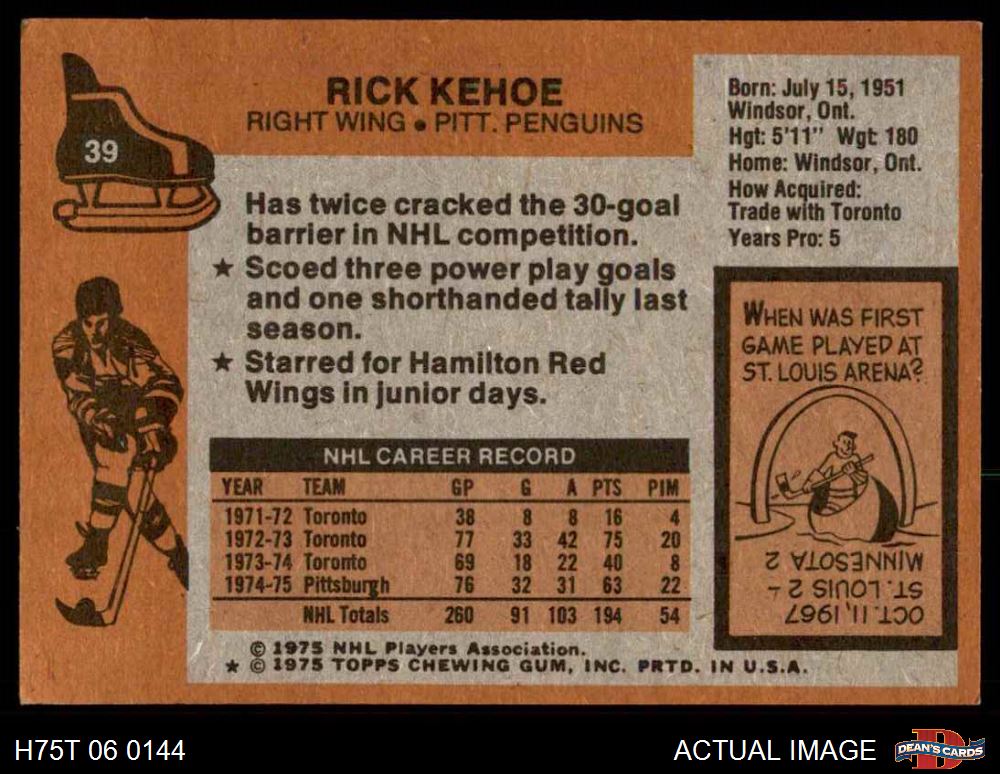 RICK KEHOE
RIGHT WING • PITT. PENGUINS
39
Born: July 15, 1951
Windsor, Ont.
Hgt: 5'11" Wgt: 180
Home: Windsor, Ont.
How Acquired:
Trade with Toronto
Years Pro: 5
Has twice cracked the 30-goal
barrier in NHL competition.
★ Scoed three power play goals
and one shorthanded tally last
season.
★ Starred for Hamilton Red
Wings in junior days.
NHL CAREER RECORD
YEAR TEAM GP G A PTS PIM
1971-72 Toronto 38 8 8 16 4
1972-73 Toronto 77 33 42 75 20
1973-74 Toronto 69 18 22 40 8
1974-75 Pittsburgh 76 32 31 63 22
NHL Totals 260 91 103 194 54
© 1975 NHL Players Association.
★ © 1975 TOPPS CHEWING GUM, INC. PRTD. IN U.S.A.
WHEN WAS FIRST
GAME PLAYED AT
ST. LOUIS ARENA?
OCT. 11, 1967
ST. LOUIS 2 -
MINNESOTA 2
H75T 06 0144
ACTUAL IMAGE
D
DEAN'S CARDS